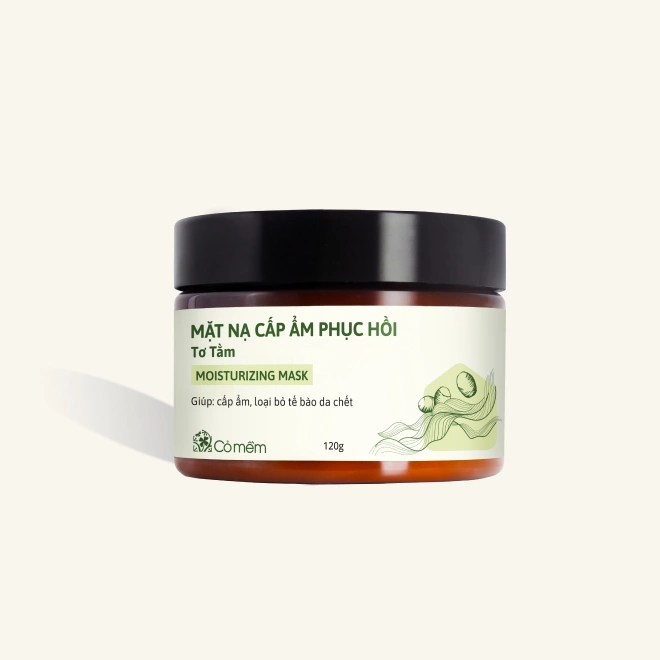 MẶT NẠ CẤP ẨM PHỤC HỒI
Tơ Tằm
MOISTURIZING MASK
Giúp: cấp ẩm, loại bỏ tế bào da chết
Cỏ mềm
120g